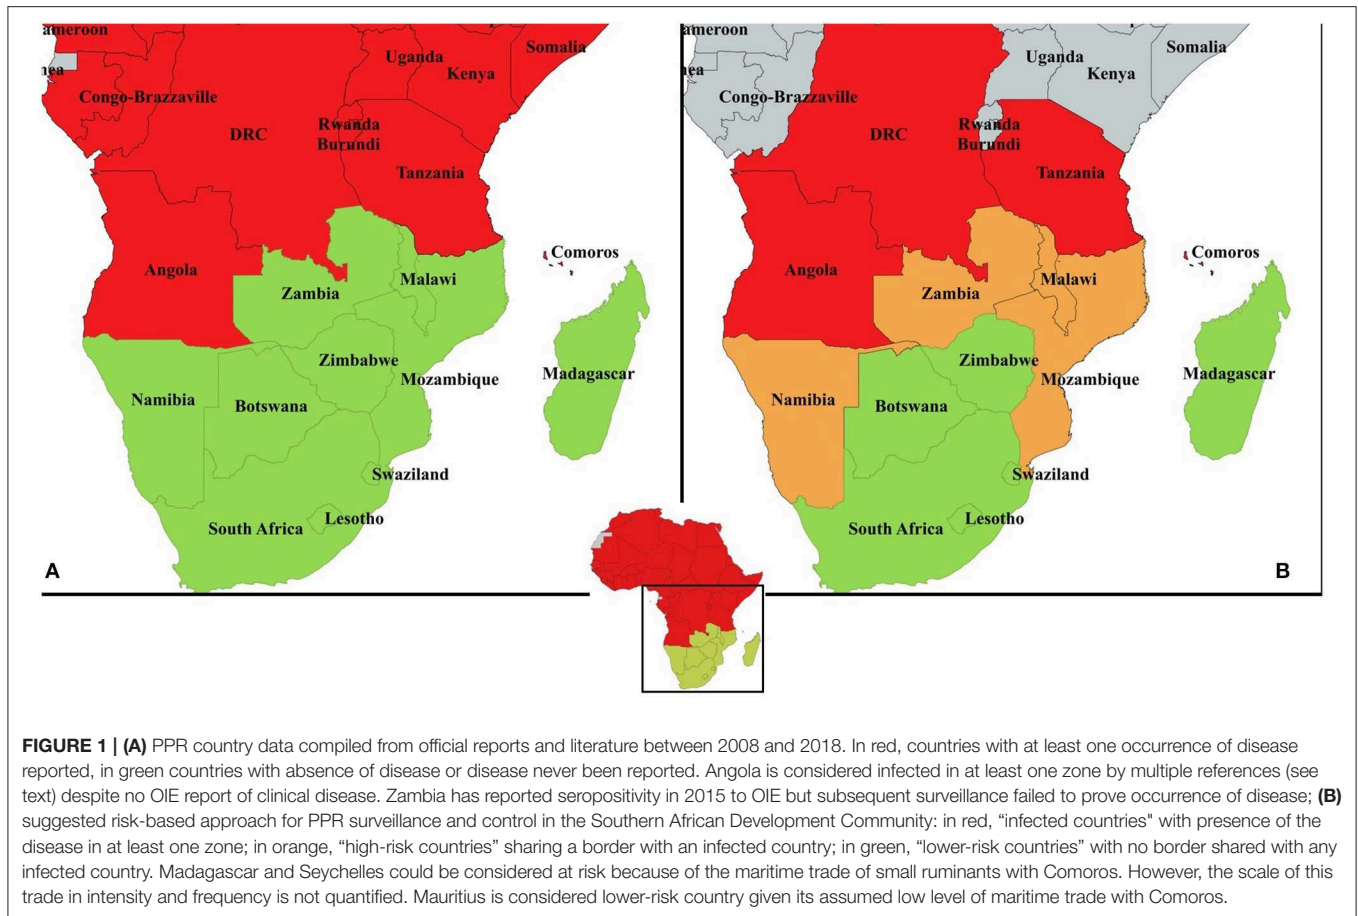 ameroon
Uganda
Somalia
nea
Kenya
Congo-Brazzaville
DRC
Rwanda
Burundi
Tanzania
Comoros
Angola
Malawi
Zambia
Zimbabwe
Mozambique
Madagascar
Namibia
Botswana
Swaziland
Lesotho
South Africa
A
ameroon
Uganda
Somalia
nea
Kenya
Congo-Brazzaville
DRC
Rwanda
Burundi
Tanzania
Comoros
Angola
Malawi
Zambia
Zimbabwe
Mozambique
Madagascar
Namibia
Botswana
Swaziland
Lesotho
South Africa
B
FIGURE 1 | (A) PPR country data compiled from official reports and literature between 2008 and 2018. In red, countries with at least one occurrence of disease
reported, in green countries with absence of disease or disease never been reported. Angola is considered infected in at least one zone by multiple references (see
text) despite no OIE report of clinical disease. Zambia has reported seropositivity in 2015 to OIE but subsequent surveillance failed to prove occurrence of disease; (B)
suggested risk-based approach for PPR surveillance and control in the Southern African Development Community: in red, “infected countries" with presence of the
disease in at least one zone; in orange, “high-risk countries” sharing a border with an infected country; in green, “lower-risk countries” with no border shared with any
infected country. Madagascar and Seychelles could be considered at risk because of the maritime trade of small ruminants with Comoros. However, the scale of this
trade in intensity and frequency is not quantified. Mauritius is considered lower-risk country given its assumed low level of maritime trade with Comoros.